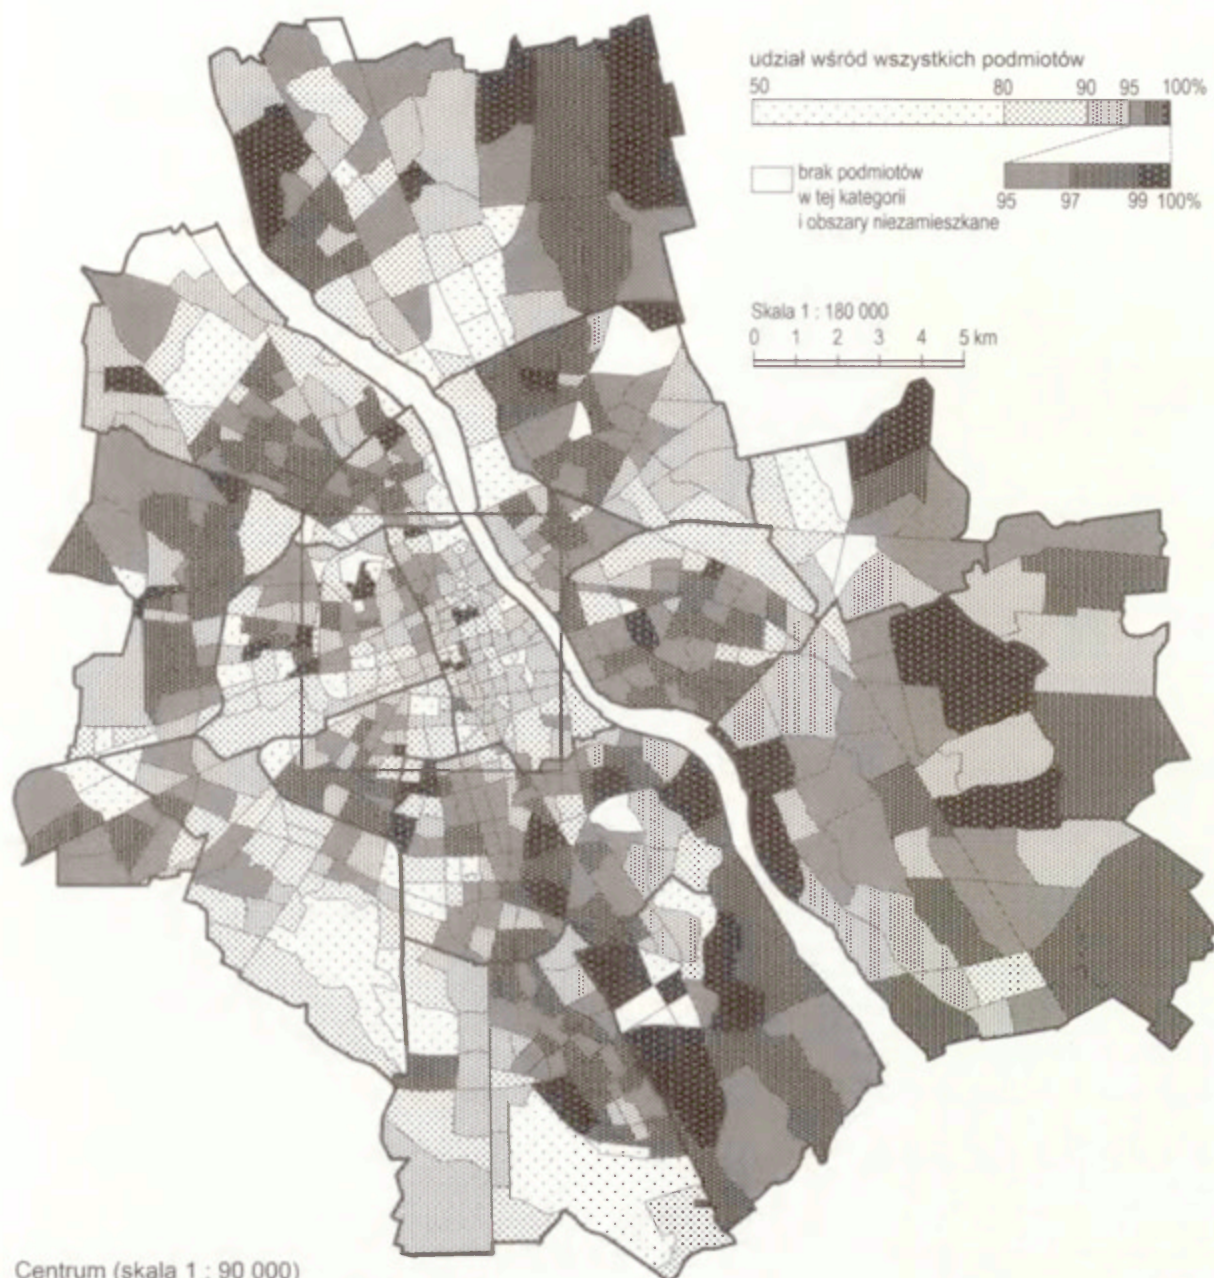 udział wśród wszystkich podmiotów
50 80 90 95 100%
brak podmiotów
w tej kategorii
i obszary niezamieszkane
95 97 99 100%
Skala 1 : 180 000
0 1 2 3 4 5 km
Centrum (skala 1 : 90 000)